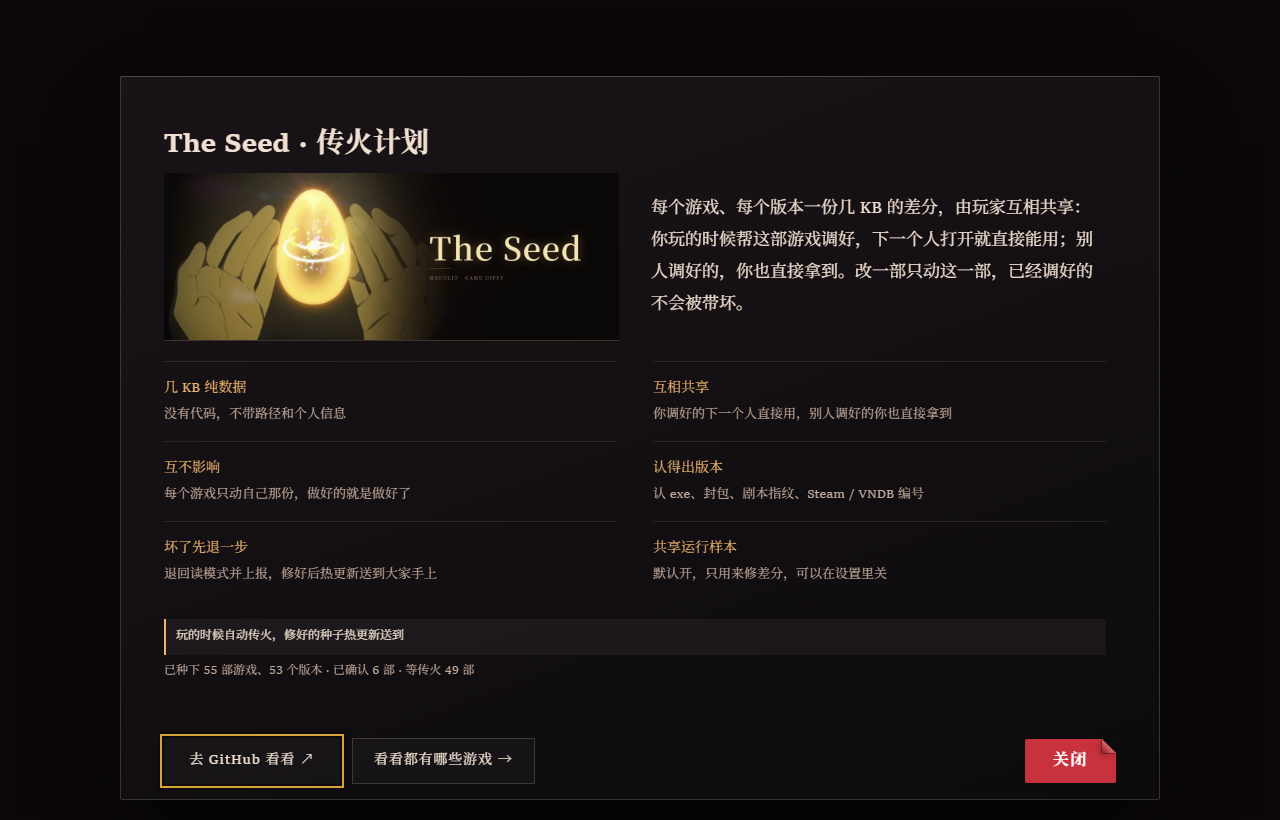 The Seed · 传火计划
The Seed
MEGULIT · GAME DIFFS
每个游戏、每个版本一份几 KB 的差分，由玩家互相共享：
你玩的时候帮这部游戏调好，下一个人打开就直接能用；别
人调好的，你也直接拿到。改一部只动这一部，已经调好的
不会被带坏。
几 KB 纯数据
没有代码，不带路径和个人信息
互相共享
你调好的下一个人直接用，别人调好的你也直接拿到
互不影响
每个游戏只动自己那份，做好的就是做好了
认得出版本
认 exe、封包、剧本指纹、Steam / VNDB 编号
坏了先退一步
退回读模式并上报，修好后热更新送到大家手上
共享运行样本
默认开，只用来修差分，可以在设置里关
玩的时候自动传火，修好的种子热更新送到
已种下 55 部游戏、53 个版本 · 已确认 6 部 · 等传火 49 部
去 GitHub 看看 ↗
看看都有哪些游戏 →
关闭